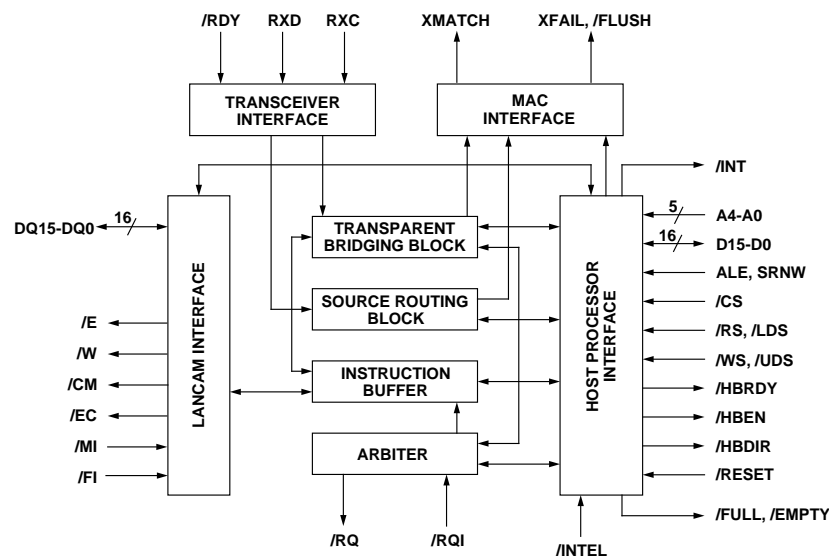 /RDY RXD RXC XMATCH XFAIL, /FLUSH
TRANSCEIVER
INTERFACE
MAC
INTERFACE
/INT
DQ15-DQ0
16
5
A4-A0
16
D15-D0
ALE, SRNW
/CS
/RS, /LDS
/WS, /UDS
/HBRDY
/HBEN
/HBDIR
/RESET
/FULL, /EMPTY
TRANSPARENT
BRIDGING BLOCK
SOURCE ROUTING
BLOCK
INSTRUCTION
BUFFER
ARBITER
LANCAM INTERFACE
HOST PROCESSOR
INTERFACE
/E
/W
/CM
/EC
/MI
/FI
/RQ
/RQI
/INTEL